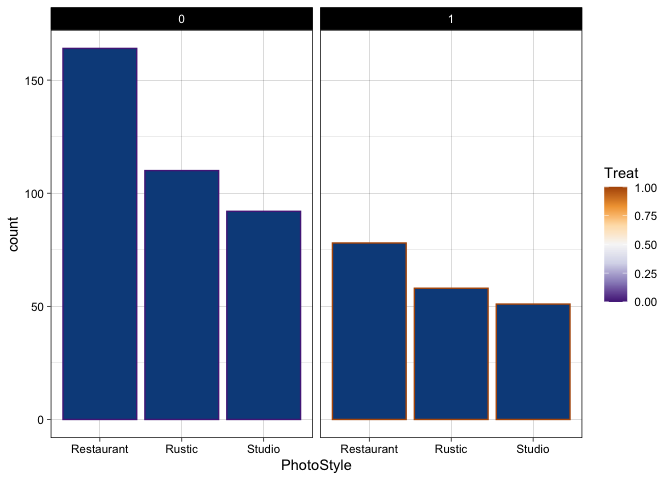 0
1
150
100
50
0
count
Restaurant
Rustic
Studio
Restaurant
Rustic
Studio
PhotoStyle
Treat
1.00
0.75
0.50
0.25
0.00